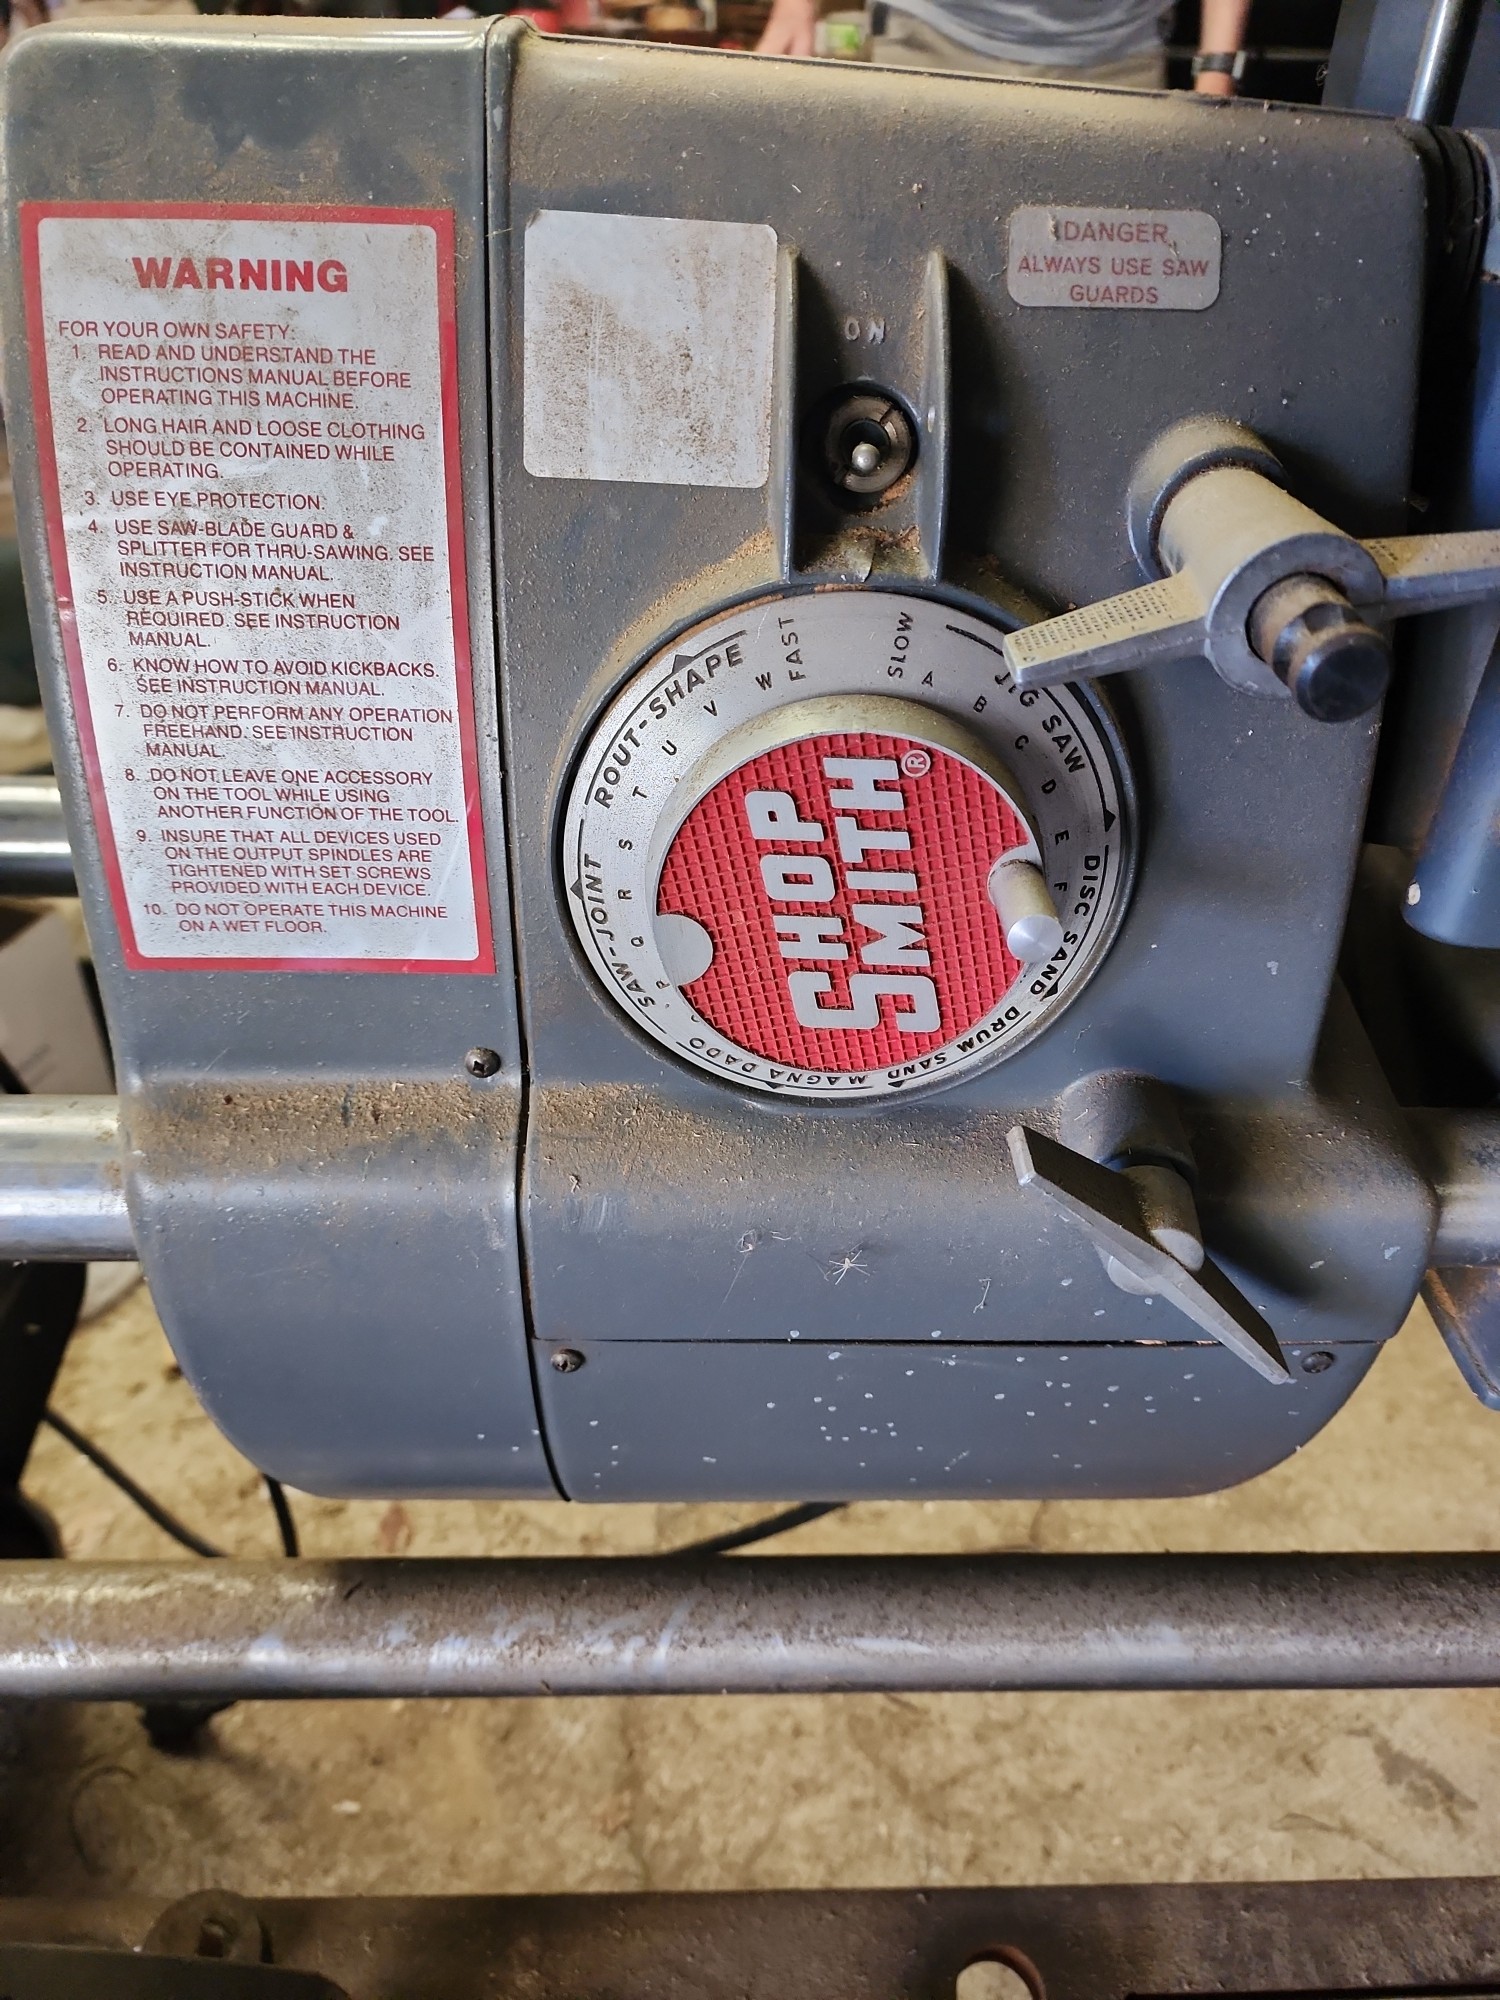 WARNING
FOR YOUR OWN SAFETY:
1. READ AND UNDERSTAND THE
INSTRUCTIONS MANUAL BEFORE
OPERATING THIS MACHINE.
2. LONG HAIR AND LOOSE CLOTHING
SHOULD BE CONTAINED WHILE
OPERATING.
3. USE EYE PROTECTION.
4. USE SAW-BLADE GUARD &
SPLITTER FOR THRU-SAWING. SEE
INSTRUCTION MANUAL.
5. USE A PUSH-STICK WHEN
REQUIRED. SEE INSTRUCTION
MANUAL.
6. KNOW HOW TO AVOID KICKBACKS.
SEE INSTRUCTION MANUAL.
7. DO NOT PERFORM ANY OPERATION
FREEHAND. SEE INSTRUCTION
MANUAL.
8. DO NOT LEAVE ONE ACCESSORY
ON THE TOOL WHILE USING
ANOTHER FUNCTION OF THE TOOL.
9. INSURE THAT ALL DEVICES USED
ON THE OUTPUT SPINDLES ARE
TIGHTENED WITH SET SCREWS
PROVIDED WITH EACH DEVICE.
10. DO NOT OPERATE THIS MACHINE
ON A WET FLOOR.
ON
DANGER
ALWAYS USE SAW
GUARDS
SAW-JOINT
ROUT-SHAPE
FAST
SLOW
JIG SAW
DISC SAND
DRUM SAND
MAGNA DADO
A B C D E F
P Q R S T U V W
SHOP
SMITH®